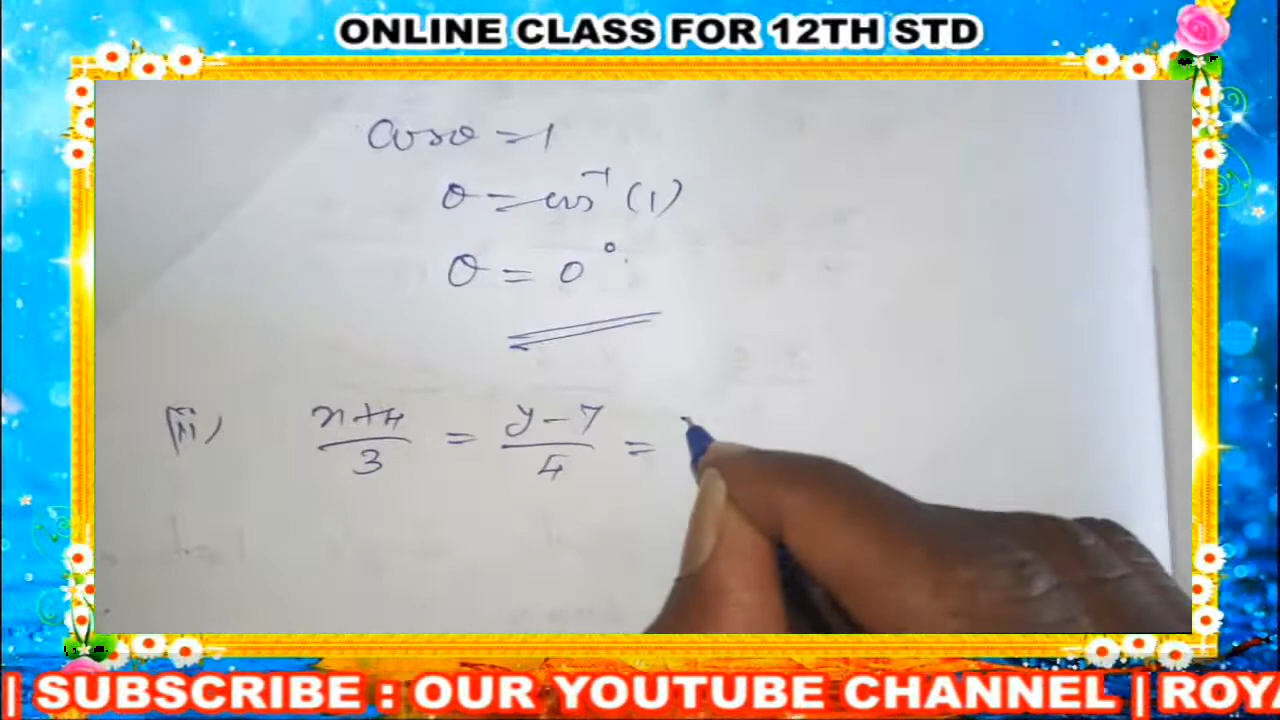 ONLINE CLASS FOR 12TH STD
cosθ = 1
θ = cos⁻¹ (1)
θ = 0°
(ii) x+4/3 = y-7/4 =
| SUBSCRIBE : OUR YOUTUBE CHANNEL | ROYA